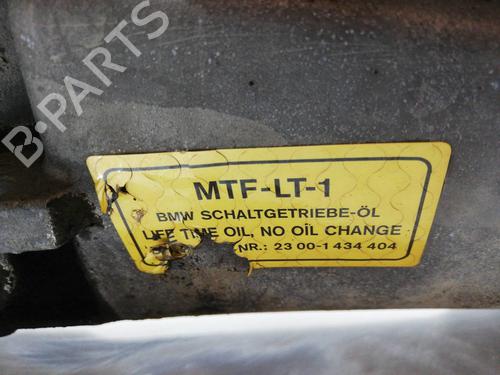 MTF-LT-1
BMW SCHALTGETRIEBE-ÖL
LIFE TIME OIL, NO OIL CHANGE
NR.: 23 00-1 434 404
B-PARTS